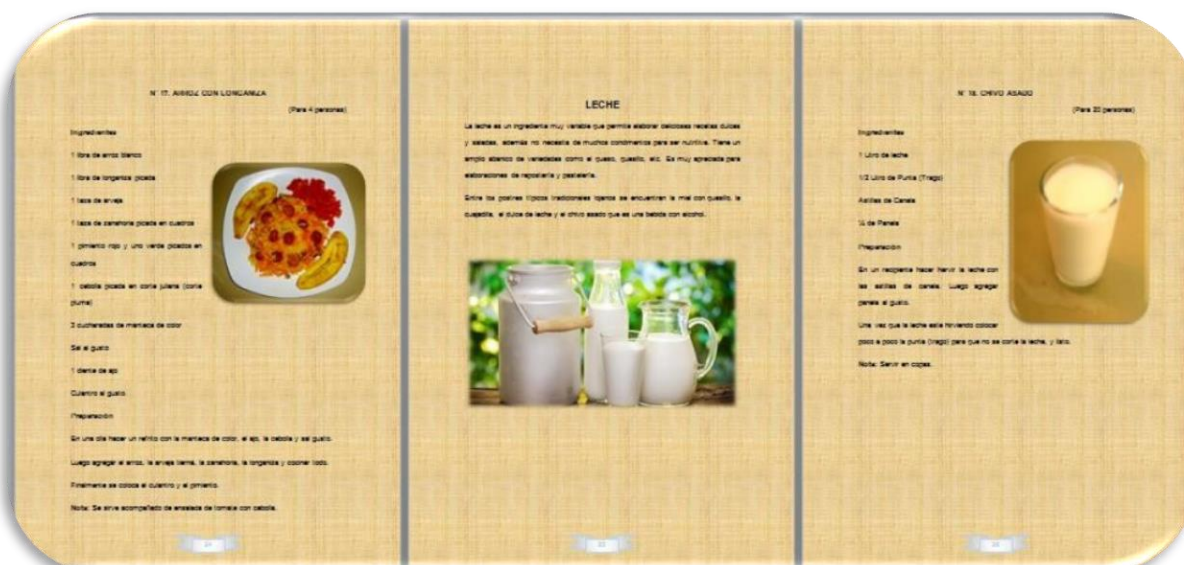 N° 17. ARROZ CON LONGANIZA
(Para 4 personas)
Ingredientes
1 libra de arroz blanco
1 libra de longaniza picada
1 taza de arveja
1 taza de zanahoria picada en cuadros
1 pimiento rojo y uno verde picados en
cuadros
1 cebolla picada en corte juliana (corte
pluma)
3 cucharadas de manteca de color
Sal al gusto
1 diente de ajo
Culantro al gusto
Preparación
En una olla hacer un refrito con la manteca de color, el ajo, la cebolla y sal gusto.
Luego agregar el arroz, la arveja tierna, la zanahoria, la longaniza y cocinar todo.
Finalmente se coloca el culantro y el pimiento.
Nota: Se sirve acompañado de ensalada de tomate con cebolla.
LECHE
La leche es un ingrediente muy variable que permite elaborar deliciosas recetas dulces
y saladas, además no necesita de muchos condimentos para ser nutritiva. Tiene un
amplio abanico de variedades como el queso, quesillo, etc. Es muy apreciada para
elaboraciones de repostería y pastelería.
Entre los postres típicos tradicionales lojanos se encuentran la miel con quesillo, la
quejadilla, el dulce de leche y el chivo asado que es una bebida con alcohol.
N° 18. CHIVO ASADO
(Para 20 personas)
Ingredientes
1 Litro de leche
1/2 Litro de Punta (Trago)
Astillas de Canela
¼ de Panela
Preparación
En un recipiente hacer hervir la leche con
las astillas de canela. Luego agregar
panela al gusto.
Una vez que la leche este hirviendo colocar
poco a poco la punta (trago) para que no se corte la leche, y listo.
Nota: Servir en copas.